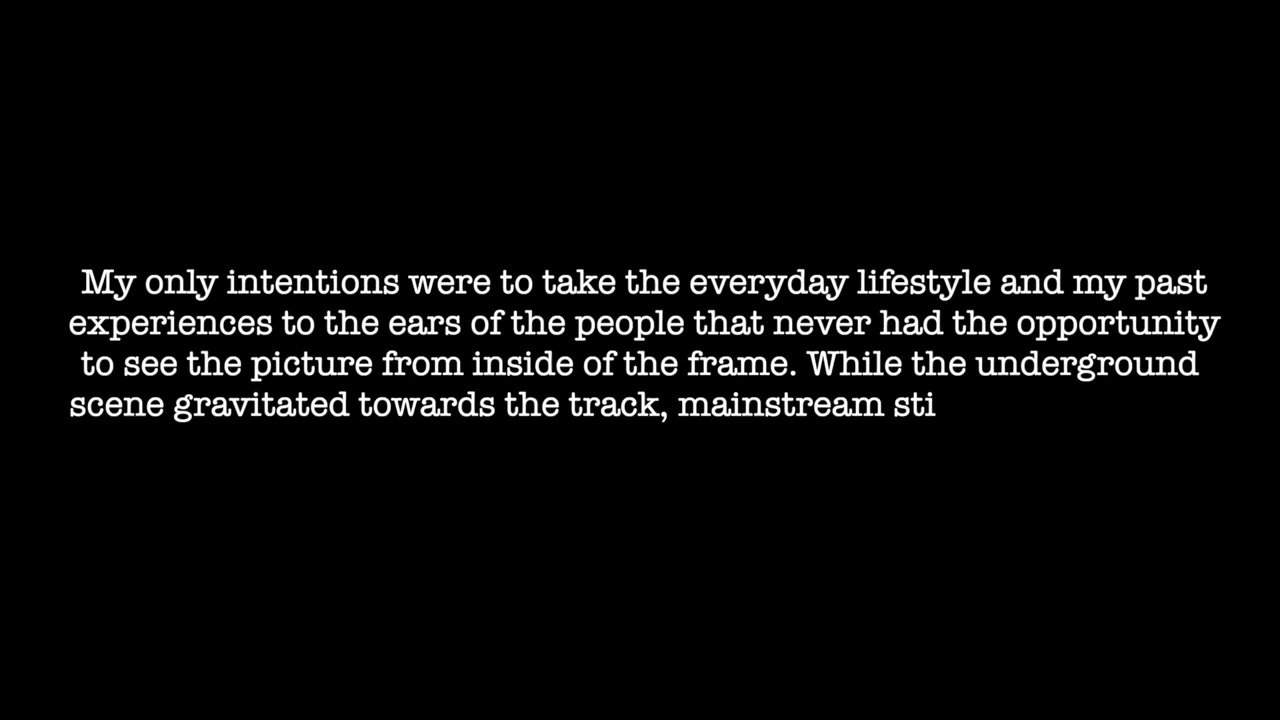 My only intentions were to take the everyday lifestyle and my past
experiences to the ears of the people that never had the opportunity
to see the picture from inside of the frame. While the underground
scene gravitated towards the track, mainstream sti